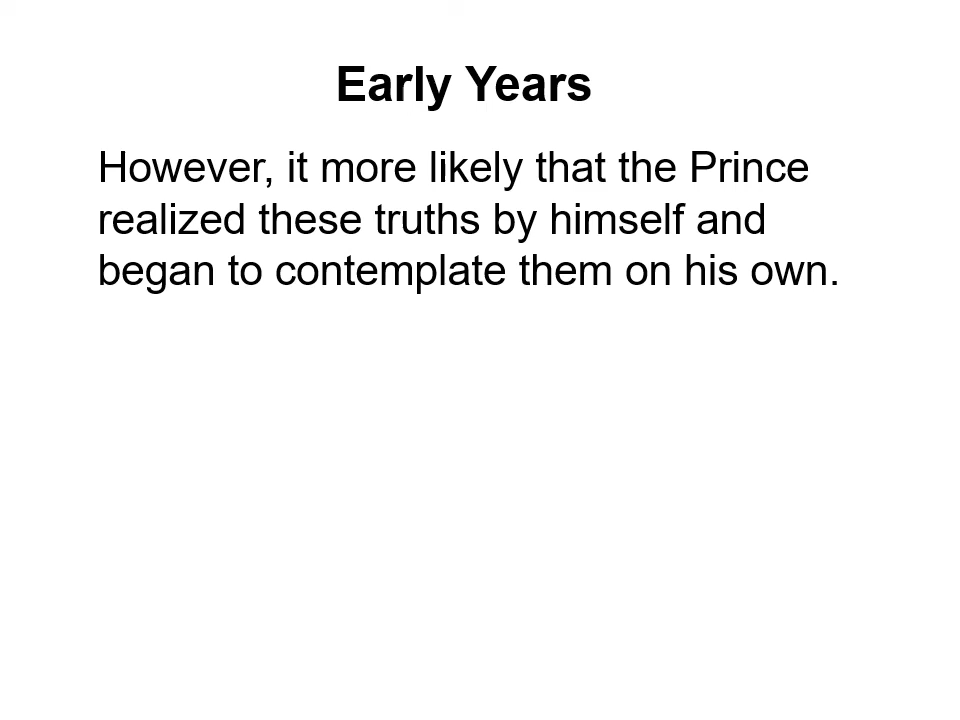 Early Years
However, it more likely that the Prince
realized these truths by himself and
began to contemplate them on his own.